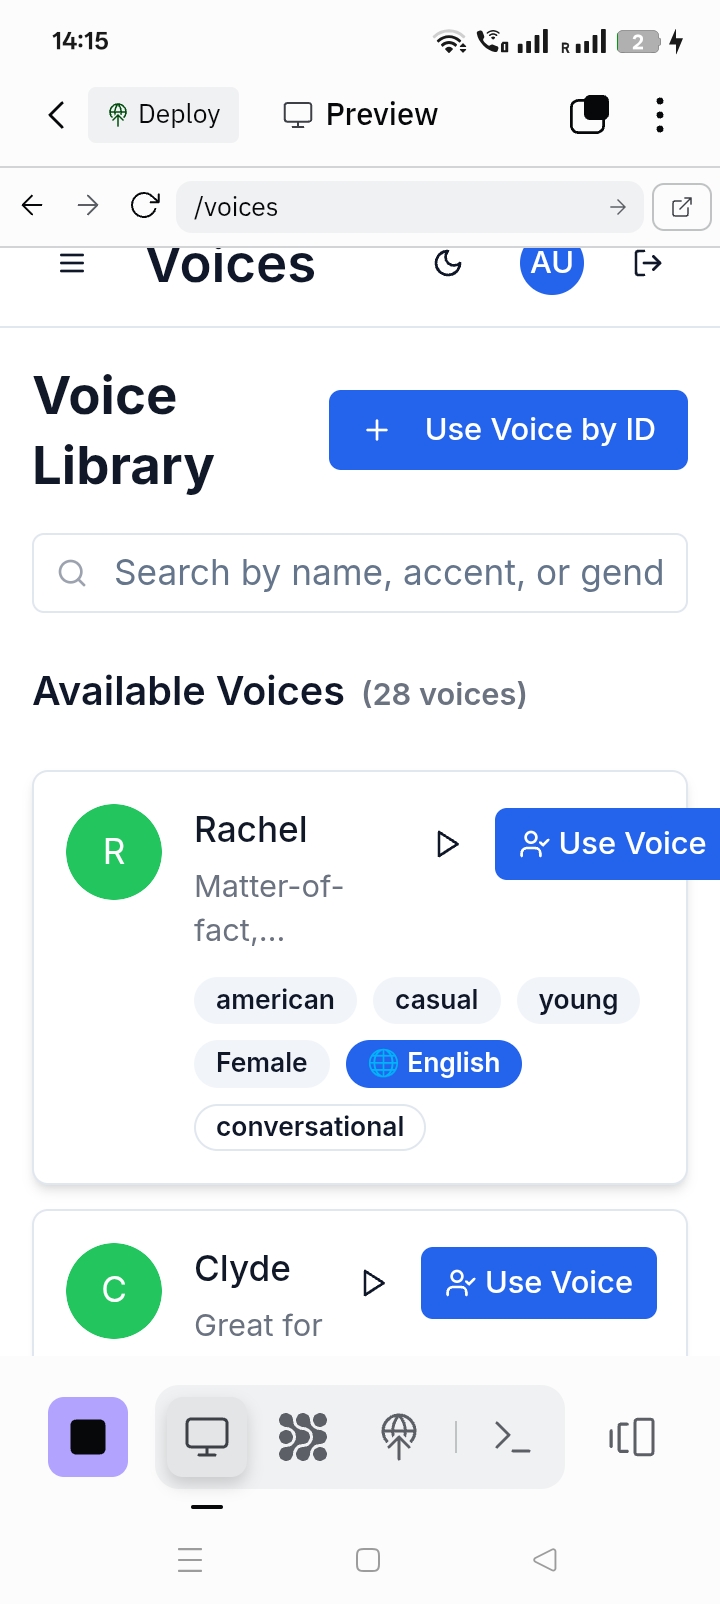 14:15
R
2
Deploy
Preview
/voices
Voices
AU
Voice
Library
Use Voice by ID
Search by name, accent, or gend
Available Voices (28 voices)
R
Rachel
Use Voice
Matter-of-
fact,...
american casual young
Female 🌐 English
conversational
C
Clyde
Use Voice
Great for